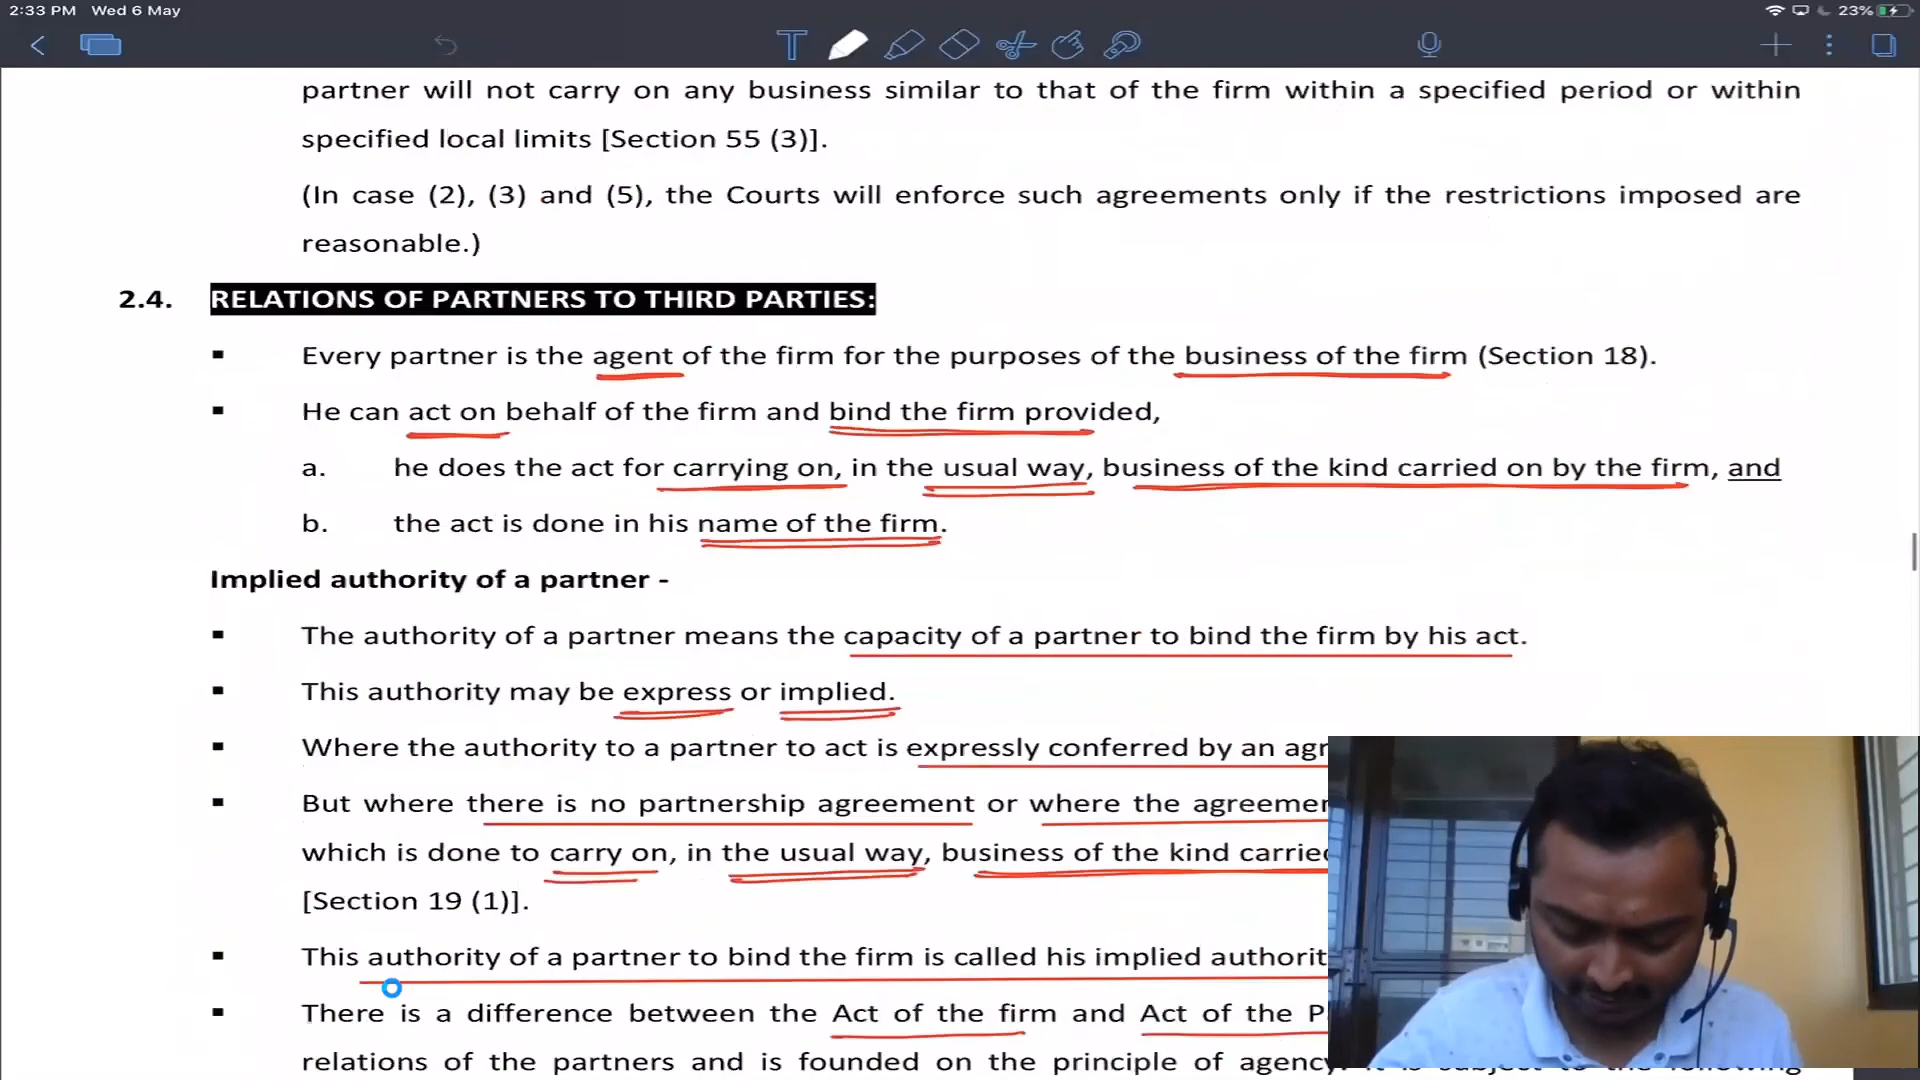 2:33 PM Wed 6 May
23%
partner will not carry on any business similar to that of the firm within a specified period or within
specified local limits [Section 55 (3)].
(In case (2), (3) and (5), the Courts will enforce such agreements only if the restrictions imposed are
reasonable.)
2.4. RELATIONS OF PARTNERS TO THIRD PARTIES:
▪ Every partner is the agent of the firm for the purposes of the business of the firm (Section 18).
▪ He can act on behalf of the firm and bind the firm provided,
a. he does the act for carrying on, in the usual way, business of the kind carried on by the firm, and
b. the act is done in his name of the firm.
Implied authority of a partner -
▪ The authority of a partner means the capacity of a partner to bind the firm by his act.
▪ This authority may be express or implied.
▪ Where the authority to a partner to act is expressly conferred by an agr
▪ But where there is no partnership agreement or where the agreemen
which is done to carry on, in the usual way, business of the kind carried
[Section 19 (1)].
▪ This authority of a partner to bind the firm is called his implied authorit
▪ There is a difference between the Act of the firm and Act of the P
relations of the partners and is founded on the principle of agency.